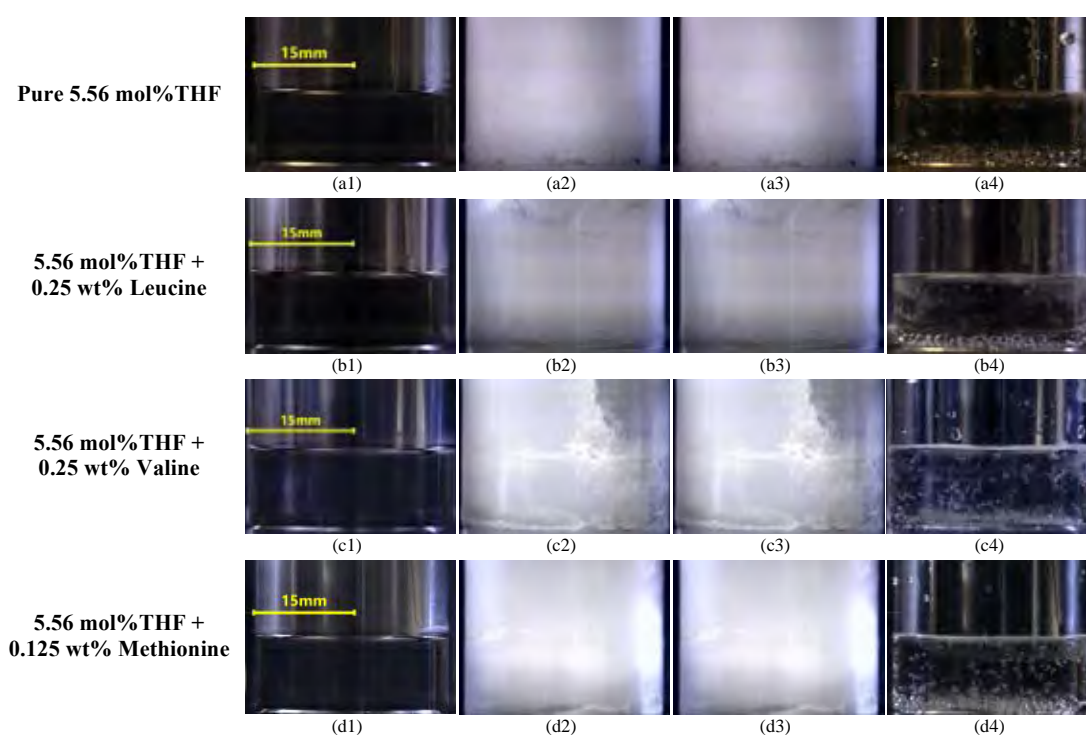 15mm
Pure 5.56 mol%THF
(a1) (a2) (a3) (a4)
15mm
5.56 mol%THF +
0.25 wt% Leucine
(b1) (b2) (b3) (b4)
15mm
5.56 mol%THF +
0.25 wt% Valine
(c1) (c2) (c3) (c4)
15mm
5.56 mol%THF +
0.125 wt% Methionine
(d1) (d2) (d3) (d4)